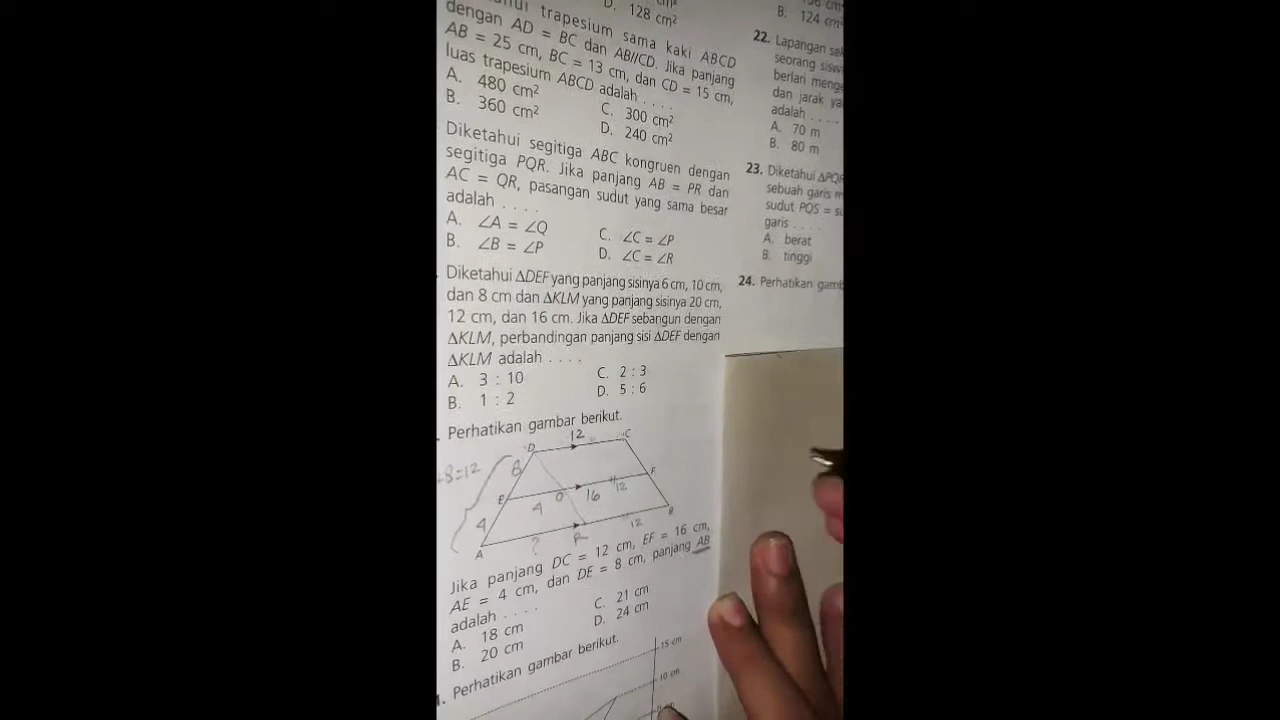 D. 128 cm²
trapesium sama kaki ABCD
dengan AD = BC dan AB//CD. Jika panjang
AB = 25 cm, BC = 13 cm, dan CD = 15 cm,
luas trapesium ABCD adalah . . . .
A. 480 cm²
B. 360 cm²
C. 300 cm²
D. 240 cm²
Diketahui segitiga ABC kongruen dengan
segitiga PQR. Jika panjang AB = PR dan
AC = QR, pasangan sudut yang sama besar
adalah . . . .
A. ∠A = ∠Q
B. ∠B = ∠P
C. ∠C = ∠P
D. ∠C = ∠R
Diketahui ΔDEF yang panjang sisinya 6 cm, 10 cm,
dan 8 cm dan ΔKLM yang panjang sisinya 20 cm,
12 cm, dan 16 cm. Jika ΔDEF sebangun dengan
ΔKLM, perbandingan panjang sisi ΔDEF dengan
ΔKLM adalah . . . .
A. 3 : 10
B. 1 : 2
C. 2 : 3
D. 5 : 6
Perhatikan gambar berikut.
D 12 C
+8=12 8
E 4 O 16 12 F
4
A ? R 12 B
Jika panjang DC = 12 cm, EF = 16 cm,
AE = 4 cm, dan DE = 8 cm, panjang AB
adalah . . . .
A. 18 cm
B. 20 cm
C. 21 cm
D. 24 cm
Perhatikan gambar berikut.
15 cm
10 cm
B. 124 cm
22. Lapangan
seorang
berlari
dan jarak
adalah . . . .
A. 70 m
B. 80 m
23. Diketahui ΔPQR
sebuah garis
sudut PQS =
garis . . . .
A. berat
B. tinggi
24. Perhatikan